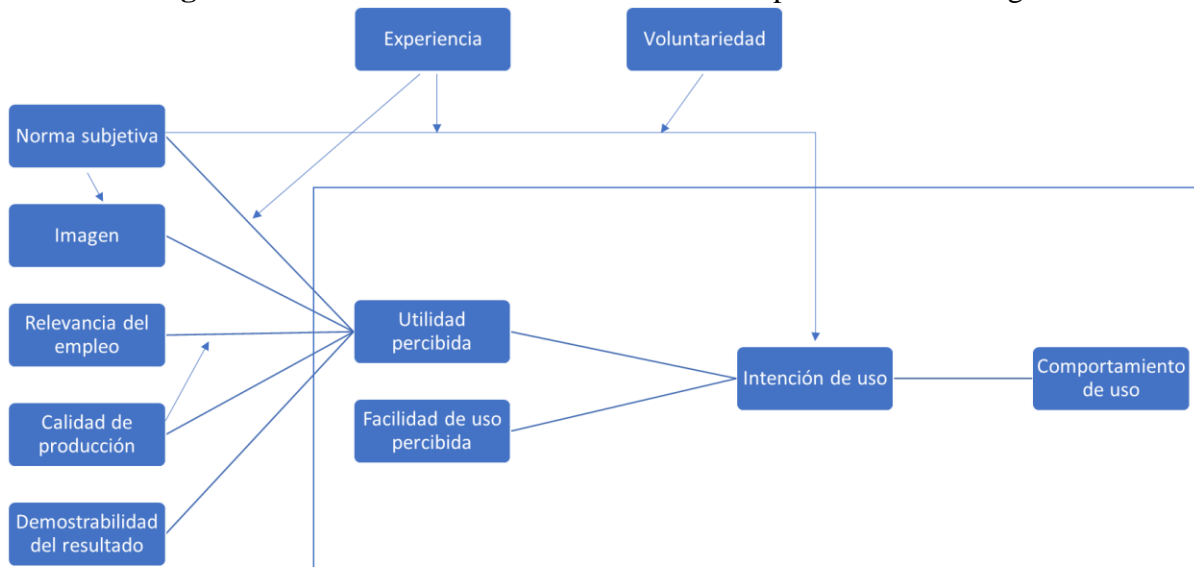 Experiencia
Voluntariedad
Norma subjetiva
Imagen
Relevancia del
empleo
Utilidad
percibida
Intención de uso
Comportamiento
de uso
Calidad de
producción
Facilidad de uso
percibida
Demostrabilidad
del resultado